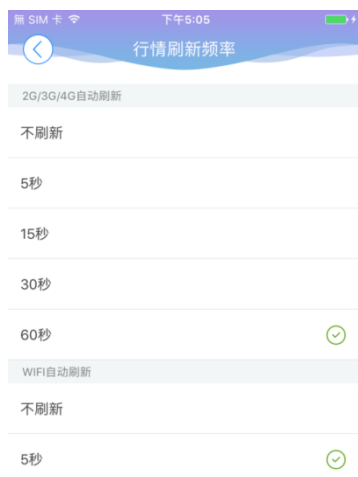 無 SIM 卡 下午5:05
行情刷新频率
2G/3G/4G自动刷新
不刷新
5秒
15秒
30秒
60秒
WIFI自动刷新
不刷新
5秒